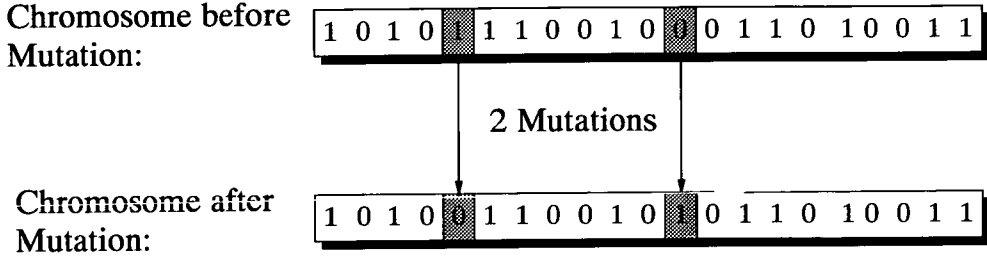 Chromosome before
Mutation:
1 0 1 0 1 1 1 0 0 1 0 0 0 1 1 0 1 0 0 1 1
2 Mutations
Chromosome after
Mutation:
1 0 1 0 0 1 1 0 0 1 0 1 0 1 1 0 1 0 0 1 1